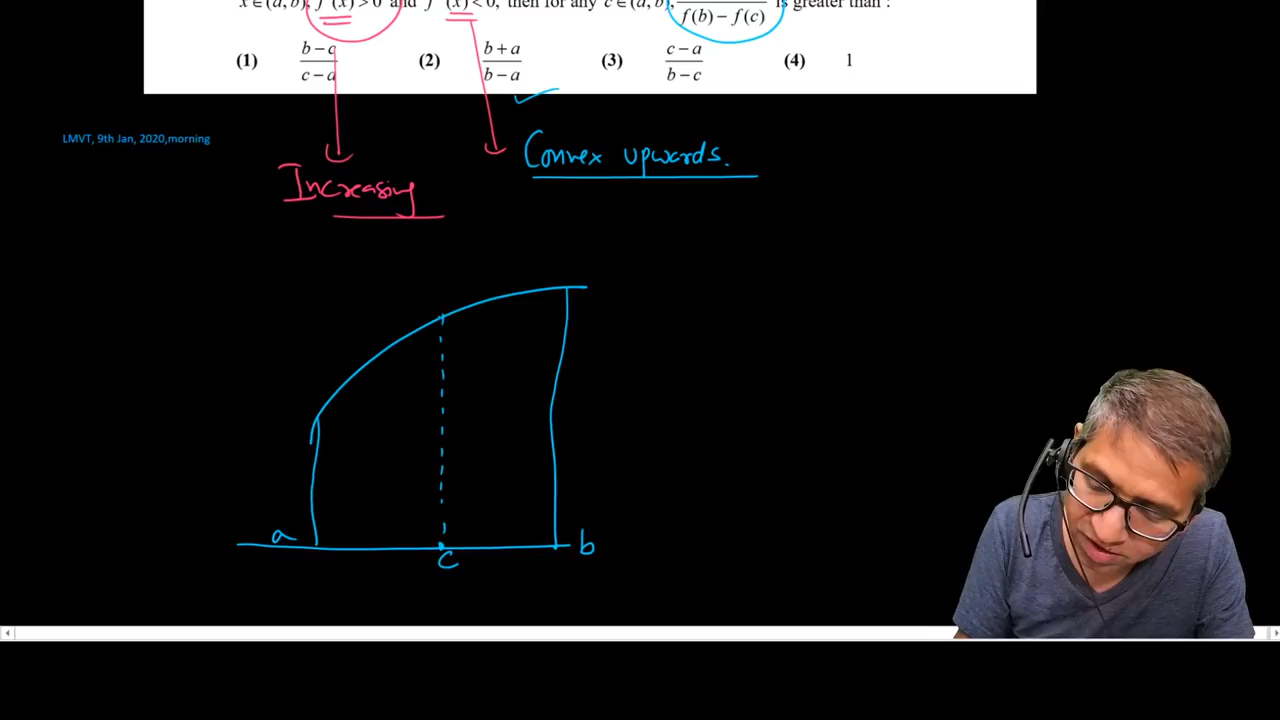 x ∈ (a, b), f '(x) > 0 and f ''(x) < 0, then for any c ∈ (a, b), f(b) − f(c) is greater than :
(1) b − c / c − a (2) b + a / b − a (3) c − a / b − c (4) 1
LMVT, 9th Jan, 2020,morning
Convex upwards.
Increasing
a
c
b